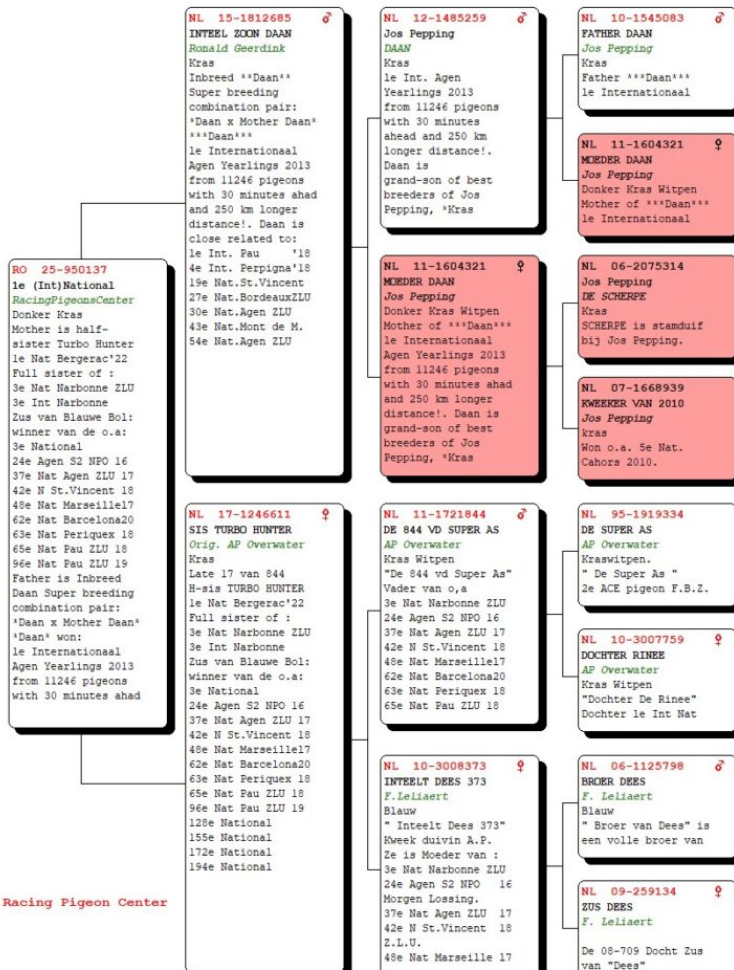 RO 25-950137
1e (Int)National
RacingPigeonsCenter
Donker Kras
Mother is half-
sister Turbo Hunter
1e Nat Bergerac'22
Full sister of :
3e Nat Narbonne ZLU
3e Int Narbonne
Zus van Blauwe Bol:
winner van de o.a:
3e National
24e Agen S2 NPO 16
37e Nat Agen ZLU 17
42e N St.Vincent 18
48e Nat Marseille17
62e Nat Barcelona20
63e Nat Periquex 18
65e Nat Pau ZLU 18
96e Nat Pau ZLU 19
Father is Inbreed
Daan Super breeding
combination pair:
*Daan x Mother Daan*
*Daan* won:
1e Internationaal
Agen Yearlings 2013
from 11246 pigeons
with 30 minutes ahad
Racing Pigeon Center
NL 15-1812685 ♂
INTEEL ZOON DAAN
Ronald Geerdink
Kras
Inbreed **Daan**
Super breeding
combination pair:
*Daan x Mother Daan*
***Daan***
1e Internationaal
Agen Yearlings 2013
from 11246 pigeons
with 30 minutes ahad
and 250 km longer
distance!. Daan is
close related to:
1e Int. Pau '18
4e Int. Perpigna'18
19e Nat.St.Vincent
27e Nat.BordeauxZLU
30e Nat.Agen ZLU
43e Nat.Mont de M.
54e Nat.Agen ZLU
NL 17-1246611 ♀
SIS TURBO HUNTER
Orig. AP Overwater
Kras
Late 17 van 844
H-sis TURBO HUNTER
1e Nat Bergerac'22
Full sister of :
3e Nat Narbonne ZLU
3e Int Narbonne
Zus van Blauwe Bol:
winner van de o.a:
3e National
24e Agen S2 NPO 16
37e Nat Agen ZLU 17
42e N St.Vincent 18
48e Nat Marseille17
62e Nat Barcelona20
63e Nat Periquex 18
65e Nat Pau ZLU 18
96e Nat Pau ZLU 19
128e National
155e National
172e National
194e National
NL 12-1485259 ♂
Jos Pepping
DAAN
Kras
1e Int. Agen
Yearlings 2013
from 11246 pigeons
with 30 minutes
ahead and 250 km
longer distance!.
Daan is
grand-son of best
breeders of Jos
Pepping, *Kras
NL 11-1604321 ♀
MOEDER DAAN
Jos Pepping
Donker Kras Witpen
Mother of ***Daan***
1e Internationaal
Agen Yearlings 2013
from 11246 pigeons
with 30 minutes ahead
and 250 km longer
distance!. Daan is
grand-son of best
breeders of Jos
Pepping, *Kras
NL 11-1721844 ♂
DE 844 VD SUPER AS
AP Overwater
Kras Witpen
"De 844 vd Super As"
Vader van o,a
3e Nat Narbonne ZLU
24e Agen S2 NPO 16
37e Nat Agen ZLU 17
42e N St.Vincent 18
48e Nat Marseille17
62e Nat Barcelona20
63e Nat Periquex 18
65e Nat Pau ZLU 18
NL 10-3008373 ♀
INTEELT DEES 373
F.Leliaert
Blauw
" Inteelt Dees 373"
Kweek duivin A.P.
Ze is Moeder van :
3e Nat Narbonne ZLU
24e Agen S2 NPO 16
Morgen Lossing.
37e Nat Agen ZLU 17
42e N St.Vincent 18
Z.L.U.
48e Nat Marseille 17
NL 10-1545083 ♂
FATHER DAAN
Jos Pepping
Kras
Father ***Daan***
1e Internationaal
NL 11-1604321 ♀
MOEDER DAAN
Jos Pepping
Donker Kras Witpen
Mother of ***Daan***
1e Internationaal
NL 06-2075314
Jos Pepping
DE SCHERPE
Kras
SCHERPE is stamduif
bij Jos Pepping.
NL 07-1668939
KWEEKER VAN 2010
Jos Pepping
kras
Won o.a. 5e Nat.
Cahors 2010.
NL 95-1919334
DE SUPER AS
AP Overwater
Kraswitpen.
" De Super As "
2e ACE pigeon F.B.Z.
NL 10-3007759 ♀
DOCHTER RINEE
AP Overwater
Kras Witpen
"Dochter De Rinee"
Dochter 1e Int Nat
NL 06-1125798 ♂
BROER DEES
F. Leliaert
Blauw
" Broer van Dees" is
een volle broer van
NL 09-259134 ♀
ZUS DEES
F. Leliaert
De 08-709 Docht Zus
van "Dees"